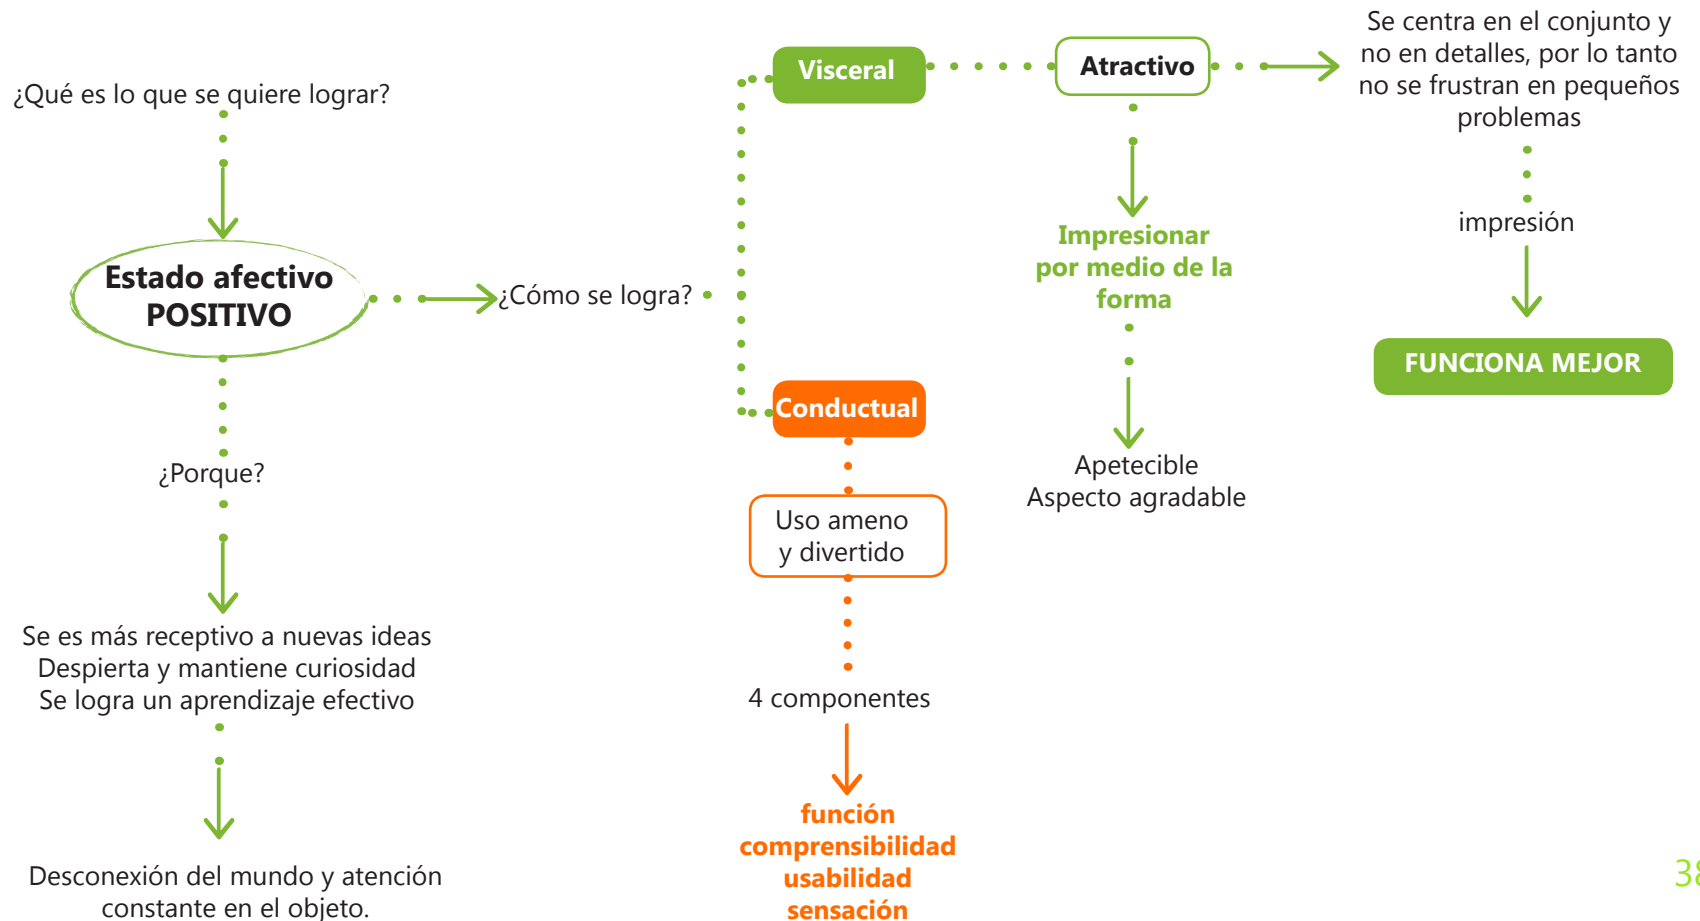 ¿Qué es lo que se quiere lograr?
Estado afectivo
POSITIVO
¿Porque?
Se es más receptivo a nuevas ideas
Despierta y mantiene curiosidad
Se logra un aprendizaje efectivo
Desconexión del mundo y atención
constante en el objeto.
¿Cómo se logra?
Visceral
Atractivo
Se centra en el conjunto y
no en detalles, por lo tanto
no se frustran en pequeños
problemas
impresión
FUNCIONA MEJOR
Impresionar
por medio de la
forma
Apetecible
Aspecto agradable
Conductual
Uso ameno
y divertido
4 componentes
función
comprensibilidad
usabilidad
sensación
38